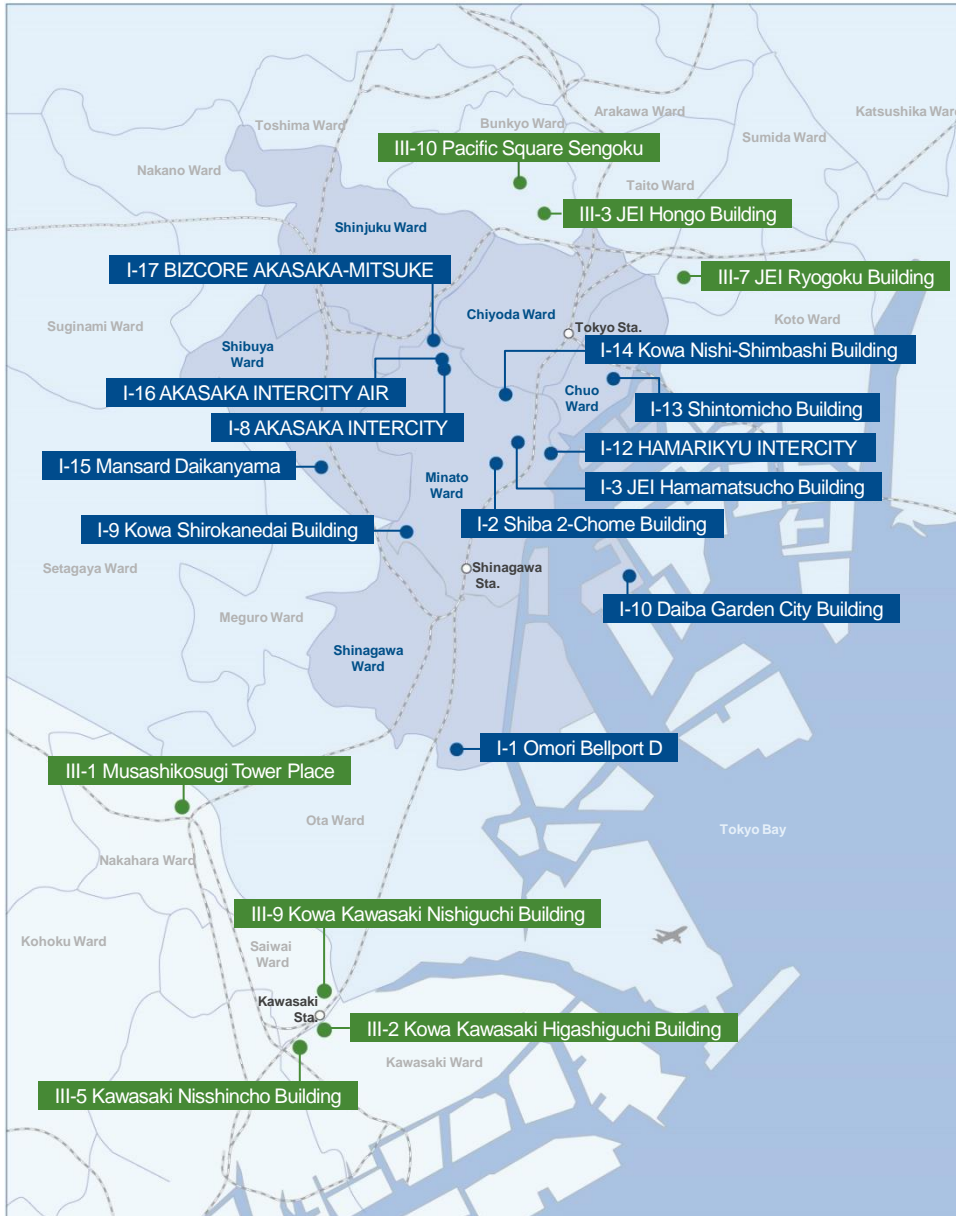 Arakawa Ward
Katsushika Ward
Toshima Ward
Bunkyo Ward
Sumida Ward
III-10 Pacific Square Sengoku
Nakano Ward
Taito Ward
III-3 JEI Hongo Building
Shinjuku Ward
I-17 BIZCORE AKASAKA-MITSUKE
III-7 JEI Ryogoku Building
Chiyoda Ward
Koto Ward
Suginami Ward
Tokyo Sta.
Shibuya
Ward
I-14 Kowa Nishi-Shimbashi Building
I-16 AKASAKA INTERCITY AIR
Chuo
Ward
I-13 Shintomicho Building
I-8 AKASAKA INTERCITY
I-12 HAMARIKYU INTERCITY
I-15 Mansard Daikanyama
Minato
Ward
I-3 JEI Hamamatsucho Building
I-9 Kowa Shirokanedai Building
I-2 Shiba 2-Chome Building
Setagaya Ward
Shinagawa
Sta.
I-10 Daiba Garden City Building
Meguro Ward
Shinagawa
Ward
I-1 Omori Bellport D
III-1 Musashikosugi Tower Place
Ota Ward
Tokyo Bay
Nakahara Ward
III-9 Kowa Kawasaki Nishiguchi Building
Kohoku Ward
Saiwai
Ward
Kawasaki
Sta.
III-2 Kowa Kawasaki Higashiguchi Building
Kawasaki Ward
III-5 Kawasaki Nisshincho Building